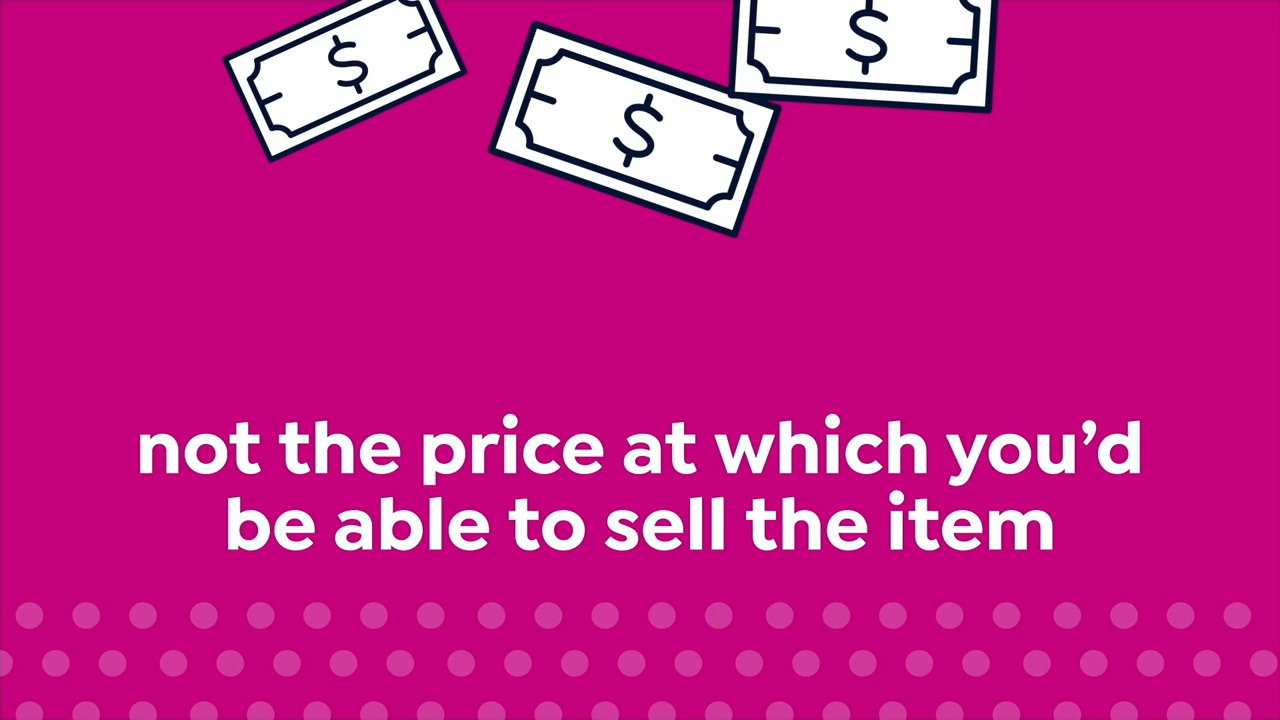 $
$
$
not the price at which you’d
be able to sell the item